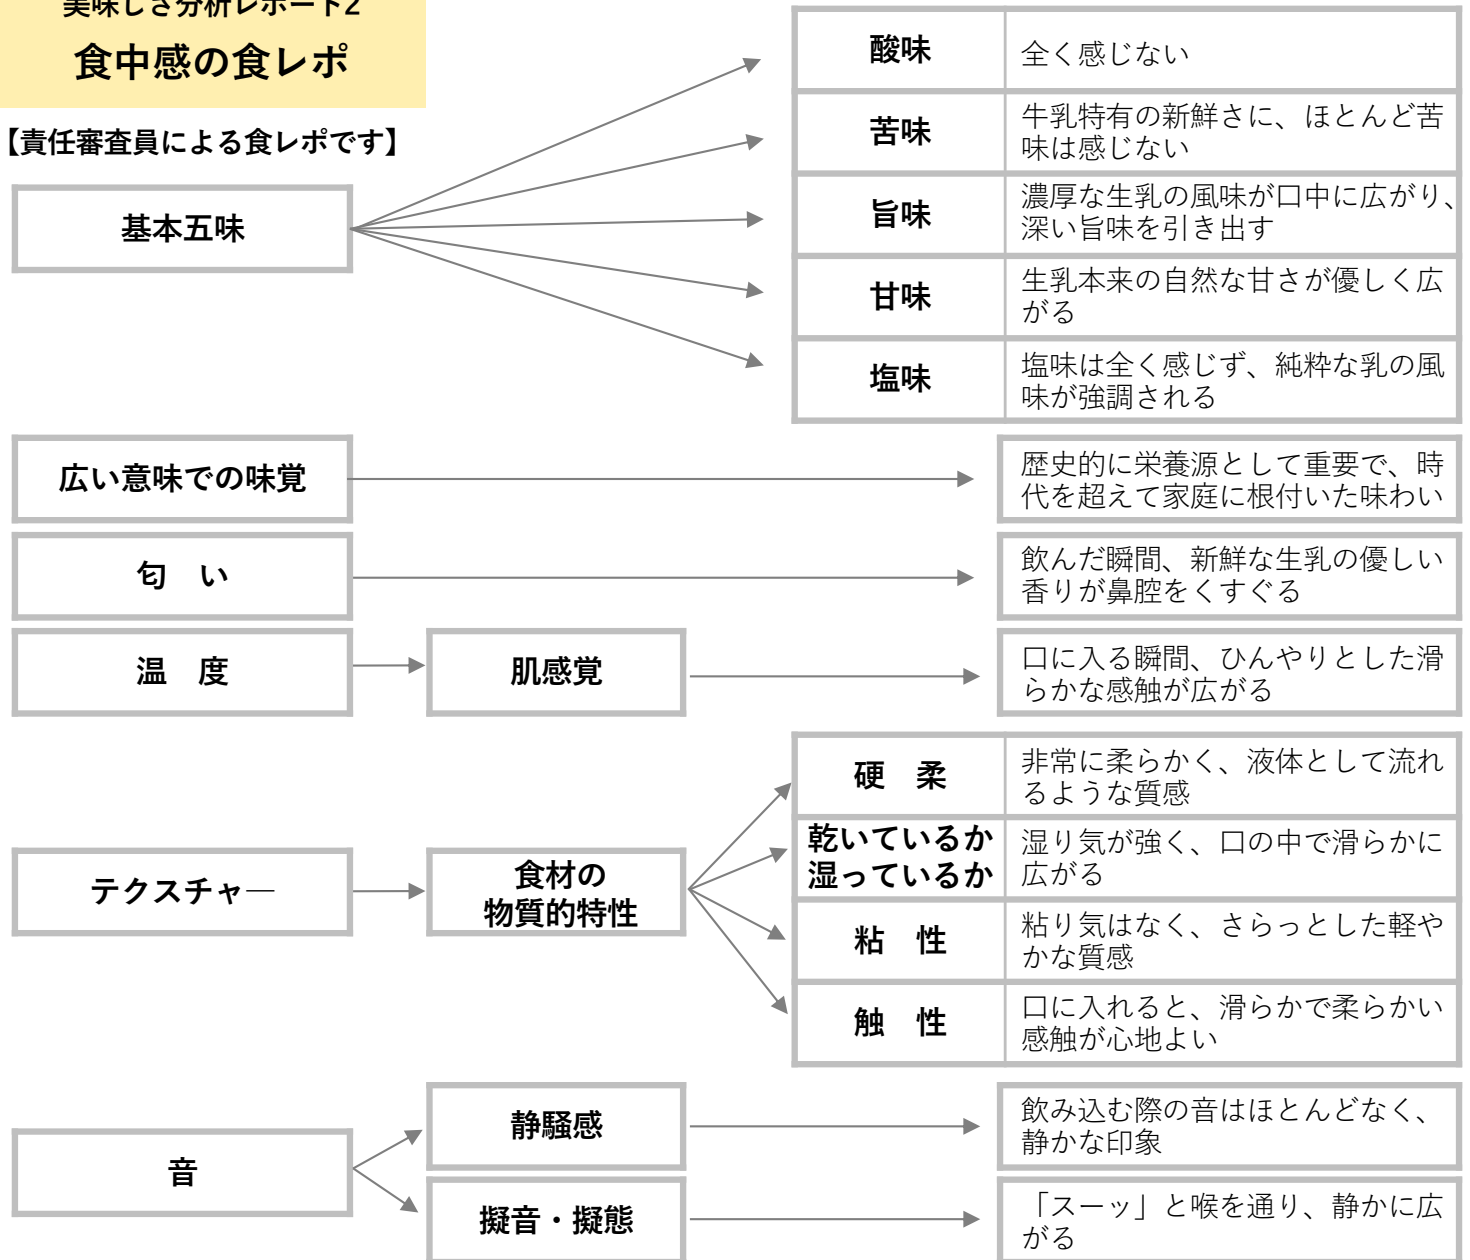 美味しさ分析レポート2
食中感の食レポ
【責任審査員による食レポです】
基本五味
酸味
全く感じない
苦味
牛乳特有の新鮮さに、ほとんど苦
味は感じない
旨味
濃厚な生乳の風味が口中に広がり、
深い旨味を引き出す
甘味
生乳本来の自然な甘さが優しく広
がる
塩味
塩味は全く感じず、純粋な乳の風
味が強調される
広い意味での味覚
歴史的に栄養源として重要で、時
代を超えて家庭に根付いた味わい
匂　い
飲んだ瞬間、新鮮な生乳の優しい
香りが鼻腔をくすぐる
温　度
肌感覚
口に入る瞬間、ひんやりとした滑
らかな感触が広がる
テクスチャ―
食材の
物質的特性
硬　柔
非常に柔らかく、液体として流れ
るような質感
乾いているか
湿っているか
湿り気が強く、口の中で滑らかに
広がる
粘　性
粘り気はなく、さらっとした軽や
かな質感
触　性
口に入れると、滑らかで柔らかい
感触が心地よい
音
静騒感
飲み込む際の音はほとんどなく、
静かな印象
擬音・擬態
「スーッ」と喉を通り、静かに広
がる